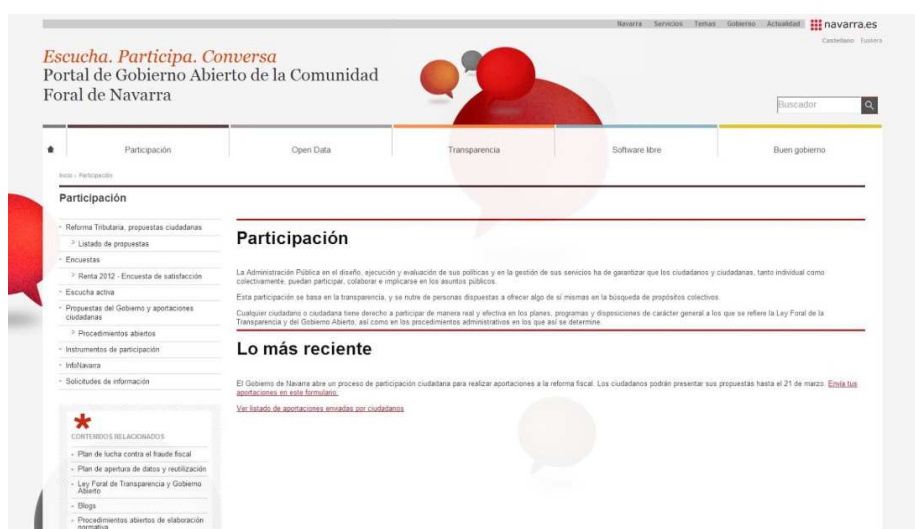 Navarra Servicios Temas Gobierno Actualidad navarra.es
Castellano Euskera
Escucha. Participa. Conversa
Portal de Gobierno Abierto de la Comunidad
Foral de Navarra
Buscador
Participación Open Data Transparencia Software libre Buen gobierno
Inicio > Participación
Participación
Reforma Tributaria, propuestas ciudadanas
> Listado de propuestas
Encuestas
> Renta 2012 - Encuesta de satisfacción
Escucha activa
Propuestas del Gobierno y aportaciones
ciudadanas
> Procedimientos abiertos
Instrumentos de participación
InfoNavarra
Solicitudes de información
CONTENIDOS RELACIONADOS
Plan de lucha contra el fraude fiscal
Plan de apertura de datos y reutilización
Ley Foral de Transparencia y Gobierno
Abierto
Blogs
Procedimientos abiertos de elaboración
normativa
Participación
La Administración Pública en el diseño, ejecución y evaluación de sus políticas y en la gestión de sus servicios ha de garantizar que los ciudadanos y ciudadanas, tanto individual como
colectivamente, puedan participar, colaborar e implicarse en los asuntos públicos.
Esta participación se basa en la transparencia, y se nutre de personas dispuestas a ofrecer algo de sí mismas en la búsqueda de propósitos colectivos.
Cualquier ciudadano o ciudadana tiene derecho a participar de manera real y efectiva en los planes, programas y disposiciones de carácter general a los que se refiere la Ley Foral de la
Transparencia y del Gobierno Abierto, así como en los procedimientos administrativos en los que así se determine.
Lo más reciente
El Gobierno de Navarra abre un proceso de participación ciudadana para realizar aportaciones a la reforma fiscal. Los ciudadanos podrán presentar sus propuestas hasta el 21 de marzo. Envía tus
aportaciones en este formulario.
Ver listado de aportaciones enviadas por ciudadanos